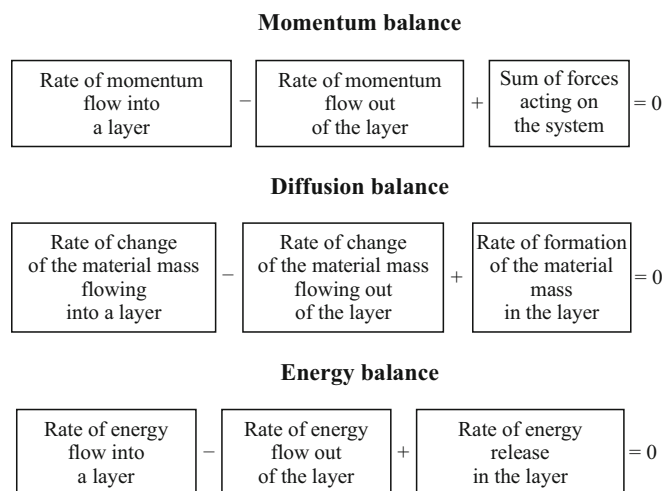 Momentum balance
Rate of momentum
flow into
a layer
−
Rate of momentum
flow out
of the layer
+
Sum of forces
acting on
the system
= 0
Diffusion balance
Rate of change
of the material mass
flowing
into a layer
−
Rate of change
of the material mass
flowing out
of the layer
+
Rate of formation
of the material
mass
in the layer
= 0
Energy balance
Rate of energy
flow into
a layer
−
Rate of energy
flow out
of the layer
+
Rate of energy
release
in the layer
= 0